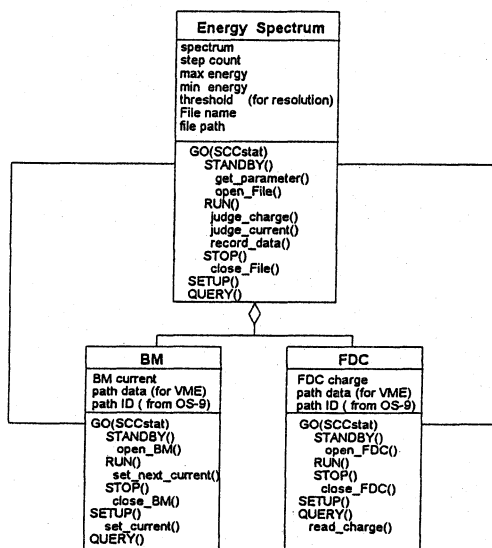 Energy Spectrum
spectrum
step count
max energy
min energy
threshold (for resolution)
File name
file path
GO(SCCstat)
STANDBY()
get_parameter()
open_File()
RUN()
judge_charge()
judge_current()
record_data()
STOP()
close_File()
SETUP()
QUERY()
BM
BM current
path data (for VME)
path ID ( from OS-9)
GO(SCCstat)
STANDBY()
open_BM()
RUN()
set_next_current()
STOP()
close_BM()
SETUP()
set_current()
QUERY()
FDC
FDC charge
path data (for VME)
path ID ( from OS-9)
GO(SCCstat)
STANDBY()
open_FDC()
RUN()
STOP()
close_FDC()
SETUP()
QUERY()
read_charge()